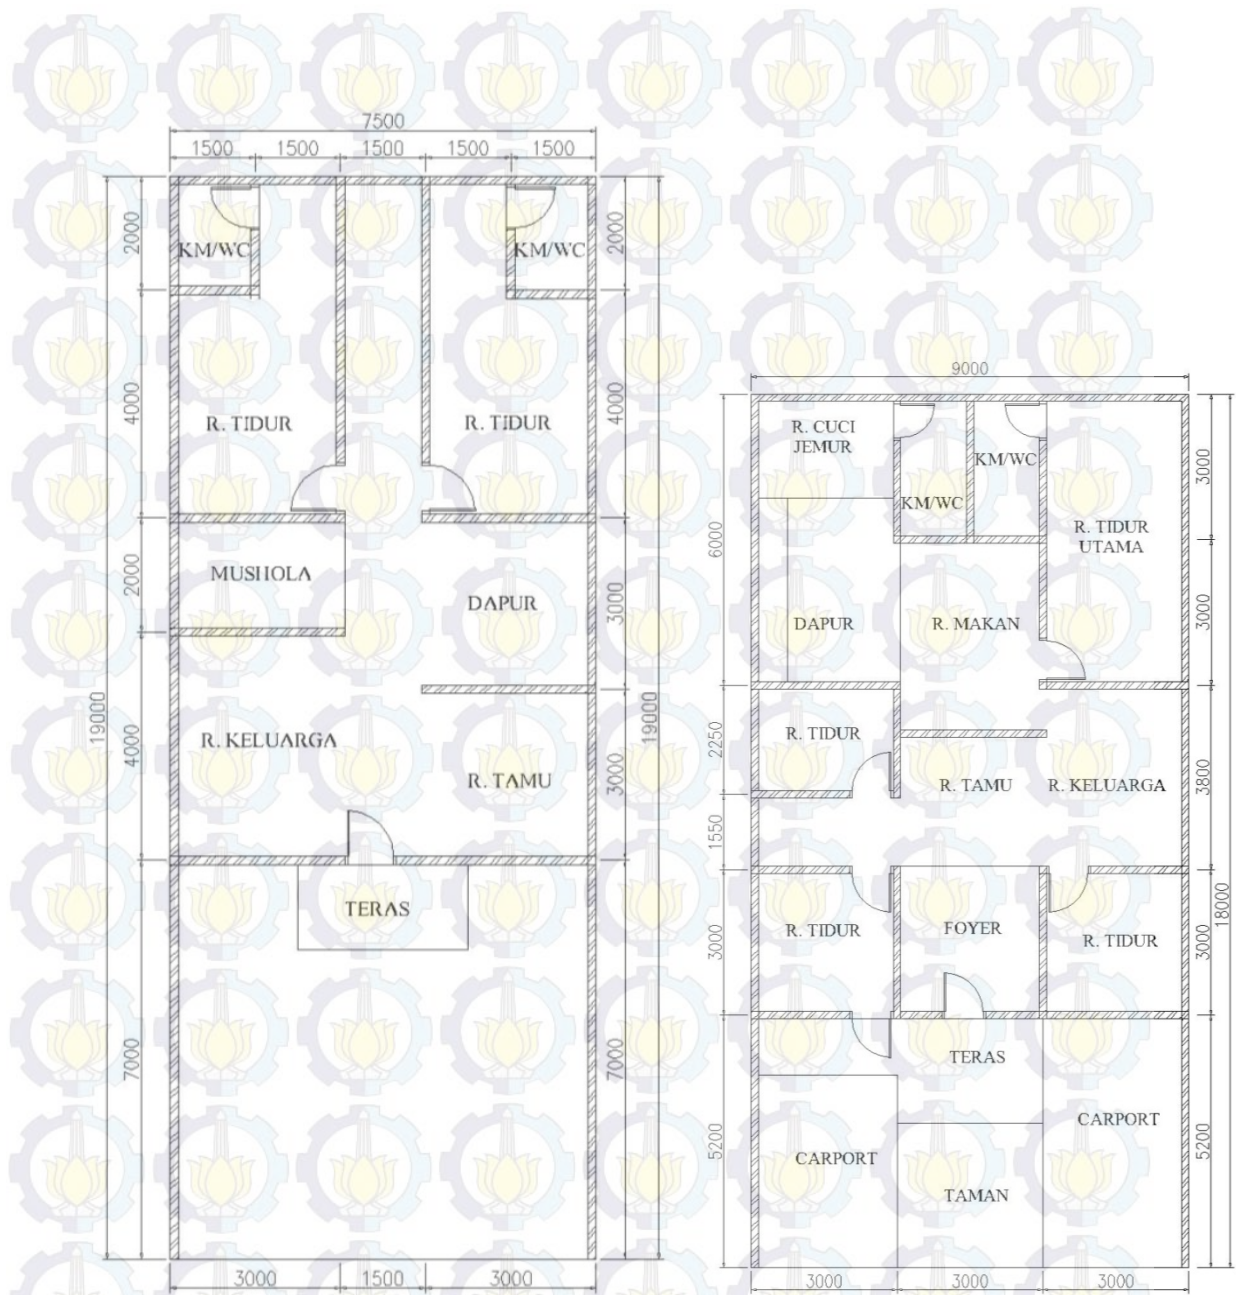 7500
1500 1500 1500 1500 1500
2000
4000
2000
4000
7000
19000
KM/WC
KM/WC
R. TIDUR
R. TIDUR
MUSHOLA
DAPUR
R. KELUARGA
R. TAMU
TERAS
2000
4000
3000
3000
7000
19000
3000 1500 3000
9000
6000
2250
1550
3000
5200
R. CUCI
JEMUR
KM/WC
KM/WC
R. TIDUR
UTAMA
DAPUR
R. MAKAN
R. TIDUR
R. TAMU
R. KELUARGA
R. TIDUR
FOYER
R. TIDUR
TERAS
CARPORT
CARPORT
TAMAN
3000
3000
3800
3000
5200
18000
3000 3000 3000